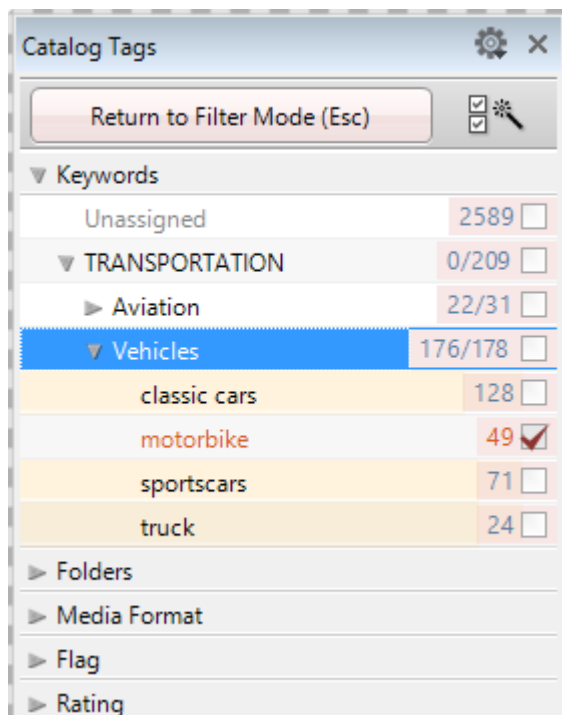 Catalog Tags
Return to Filter Mode (Esc)
Keywords
Unassigned 2589
TRANSPORTATION 0/209
Aviation 22/31
Vehicles 176/178
classic cars 128
motorbike 49
sportscars 71
truck 24
Folders
Media Format
Flag
Rating